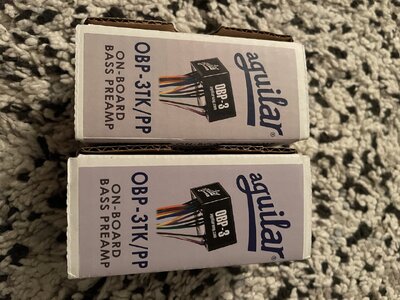 aguilar®
OBP-3
OBP-3TK/PP
ON-BOARD
BASS PREAMP
aguilar®
OBP-3
OBP-3TK/PP
ON-BOARD
BASS PREAMP